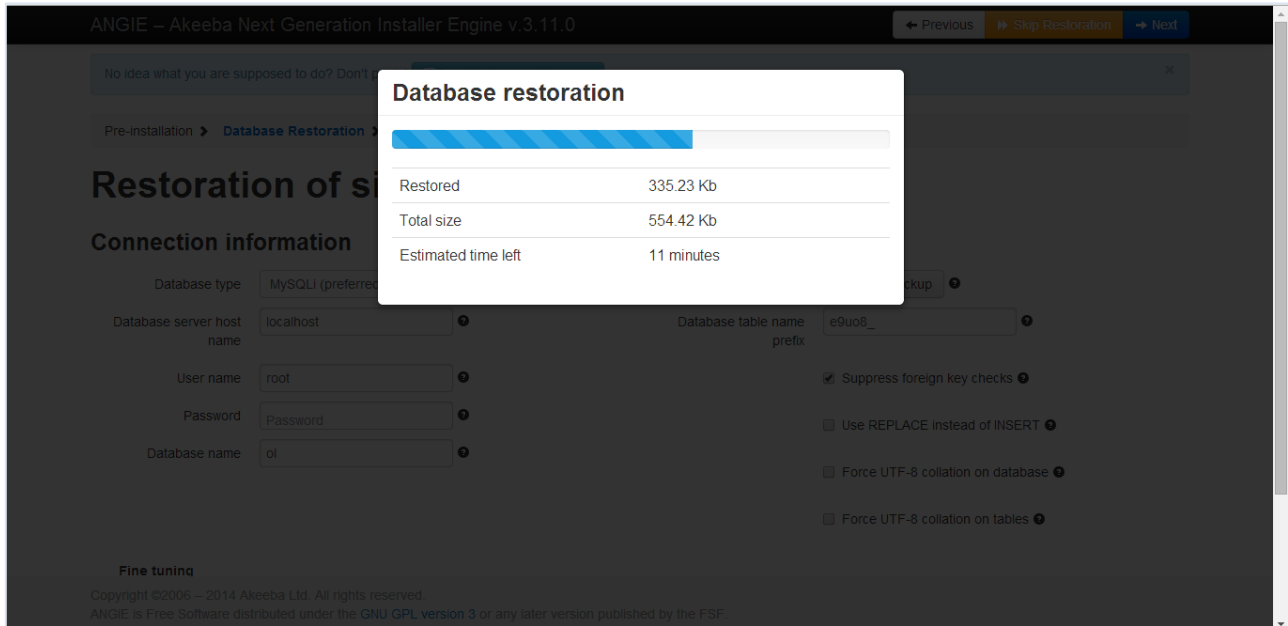 ANGIE – Akeeba Next Generation Installer Engine v.3.11.0
Previous
Skip Restoration
Next
No idea what you are supposed to do? Don't p
Database restoration
Pre-installation
Database Restoration
Restored 335.23 Kb
Restoration of si
Total size 554.42 Kb
Connection information
Estimated time left 11 minutes
Database type MySQLi (preferred
ckup
Database server host name localhost
Database table name prefix e9uo8_
User name root
Suppress foreign key checks
Password Password
Use REPLACE instead of INSERT
Database name ol
Force UTF-8 collation on database
Force UTF-8 collation on tables
Fine tuning
Copyright ©2006 – 2014 Akeeba Ltd. All rights reserved.
ANGIE is Free Software distributed under the GNU GPL version 3 or any later version published by the FSF.